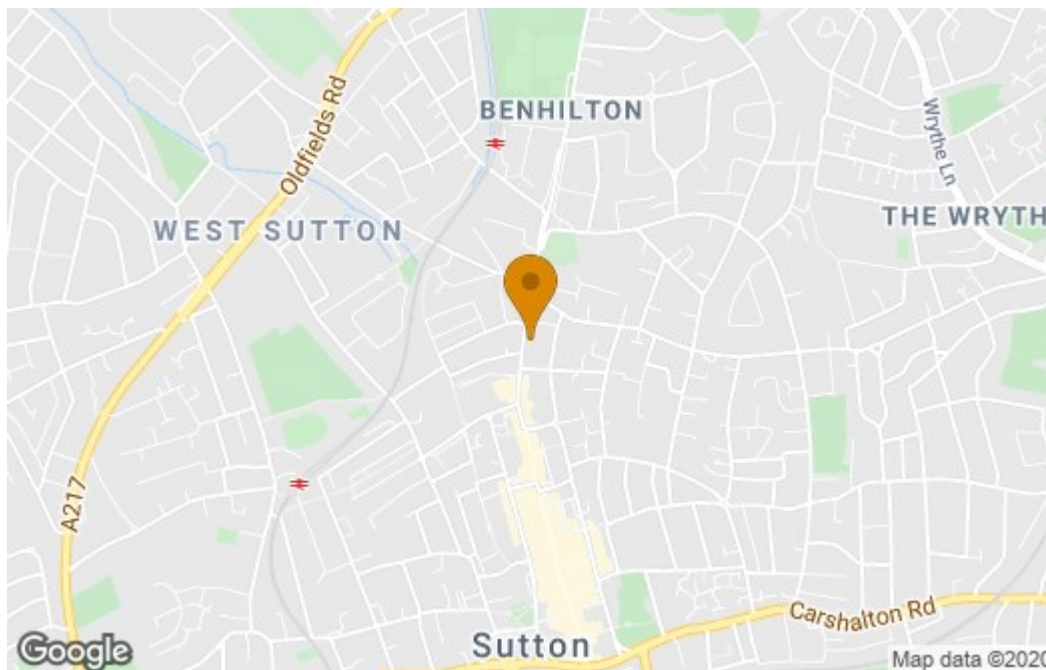 BENHILTON
Oldfields Rd
Wrythe Ln
WEST SUTTON
THE WRYTH
A217
Carshalton Rd
Sutton
Google
Map data ©2020